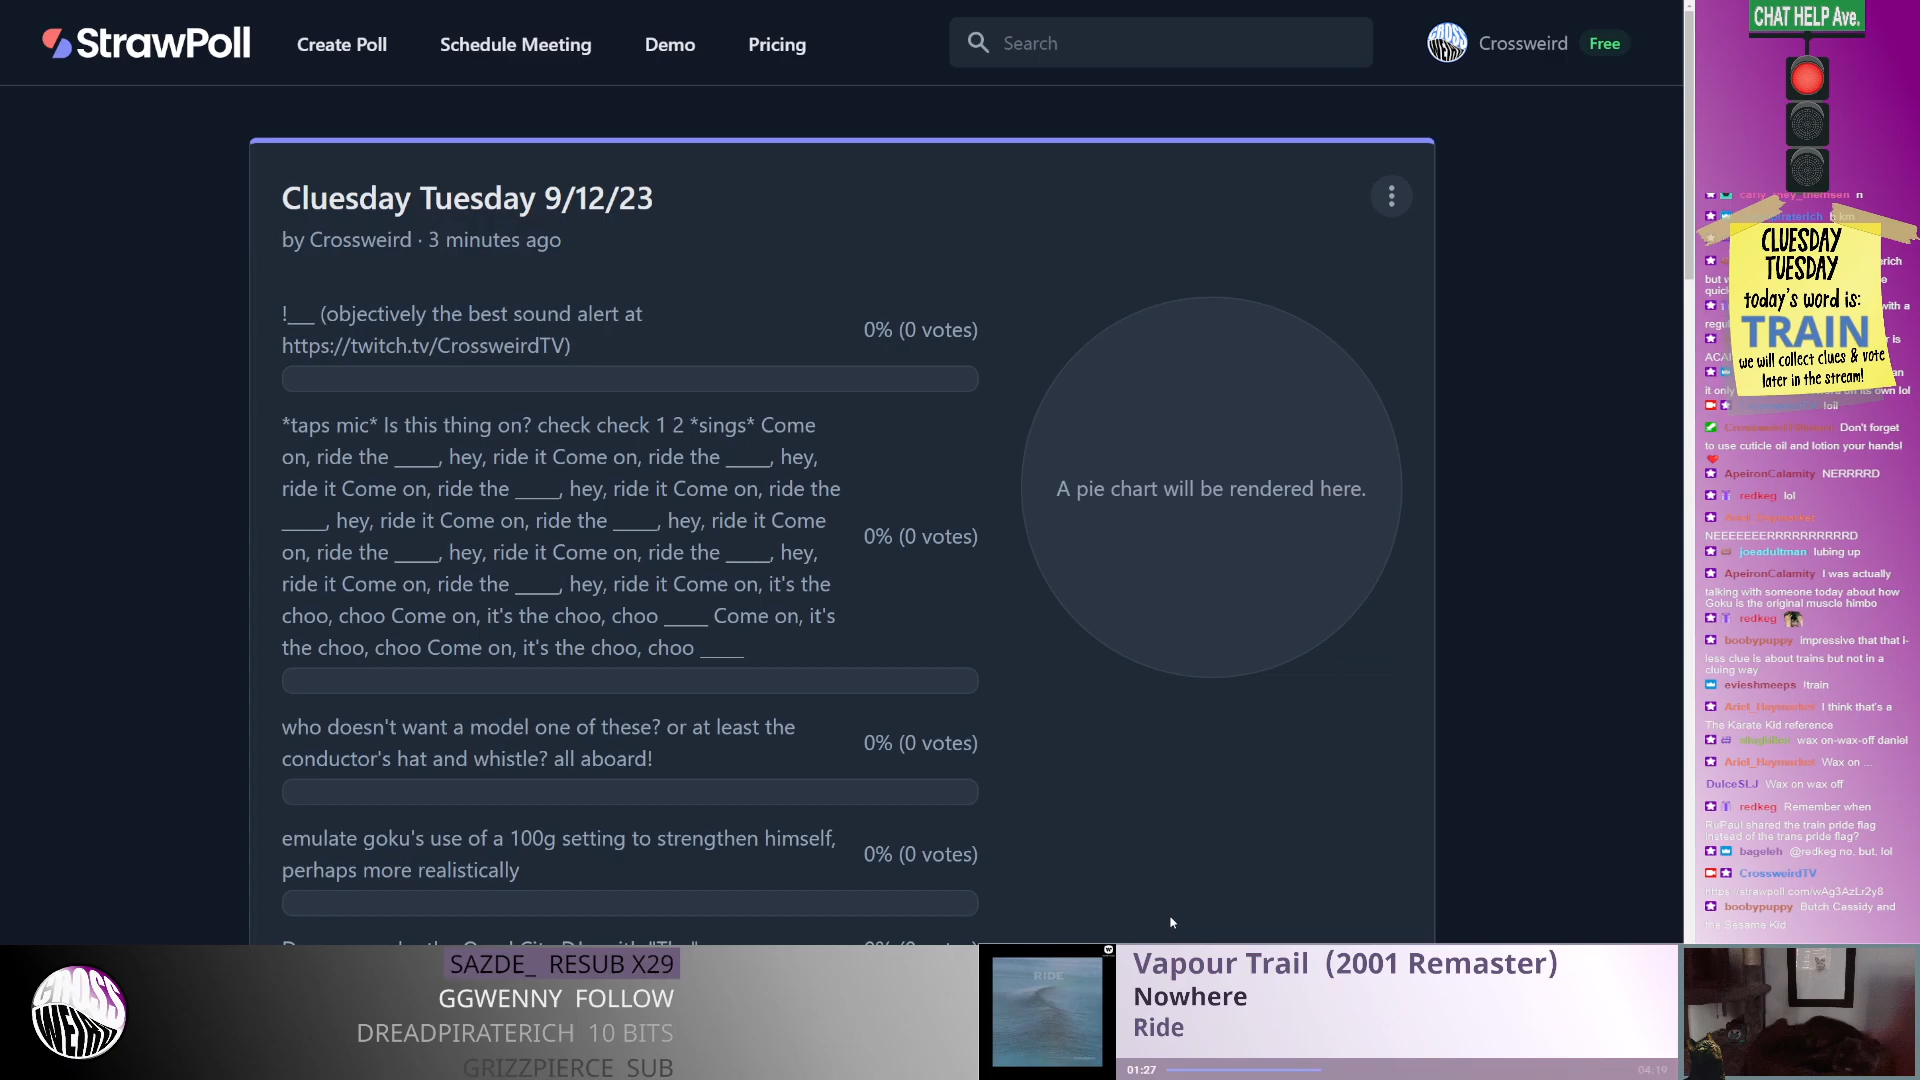 StrawPoll
Create Poll
Schedule Meeting
Demo
Pricing
Search
Crossweird
Free
Cluesday Tuesday 9/12/23
by Crossweird · 3 minutes ago
!___ (objectively the best sound alert at
https://twitch.tv/CrossweirdTV)
0% (0 votes)
*taps mic* Is this thing on? check check 1 2 *sings* Come
on, ride the ____, hey, ride it Come on, ride the ____, hey,
ride it Come on, ride the ____, hey, ride it Come on, ride the
____, hey, ride it Come on, ride the ____, hey, ride it Come
on, ride the ____, hey, ride it Come on, ride the ____, hey,
ride it Come on, ride the ____, hey, ride it Come on, it's the
choo, choo Come on, it's the choo, choo ____ Come on, it's
the choo, choo Come on, it's the choo, choo ____
0% (0 votes)
who doesn't want a model one of these? or at least the
conductor's hat and whistle? all aboard!
0% (0 votes)
emulate goku's use of a 100g setting to strengthen himself,
perhaps more realistically
0% (0 votes)
A pie chart will be rendered here.
CHAT HELP Ave.
carly_they_themsen n
CLUESDAY
TUESDAY
today's word is:
TRAIN
we will collect clues & vote
later in the stream!
Don't forget
to use cuticle oil and lotion your hands!
ApeironCalamity NERRRRD
redkeg lol
Ariel_Haymarket
NEEEEEEERRRRRRRRRRD
joeadultman lubing up
ApeironCalamity I was actually
talking with someone today about how
Goku is the original muscle himbo
redkeg
boobypuppy impressive that that i-
less clue is about trains but not in a
cluing way
evieshmeeps !train
Ariel_Haymarket I think that's a
The Karate Kid reference
wax on-wax-off daniel
Ariel_Haymarket Wax on ...
DulceSLJ Wax on wax off
redkeg Remember when
RuPaul shared the train pride flag
instead of the trans pride flag?
bageleh @redkeg no, but, lol
CrossweirdTV
https://strawpoll.com/wAg3AzLr2y8
boobypuppy Butch Cassidy and
the Sesame Kid
CROSS
WEIRD
SAZDE_ RESUB X29
GGWENNY FOLLOW
DREADPIRATERICH 10 BITS
GRIZZPIERCE SUB
RIDE
Vapour Trail (2001 Remaster)
Nowhere
Ride
01:27
04:19